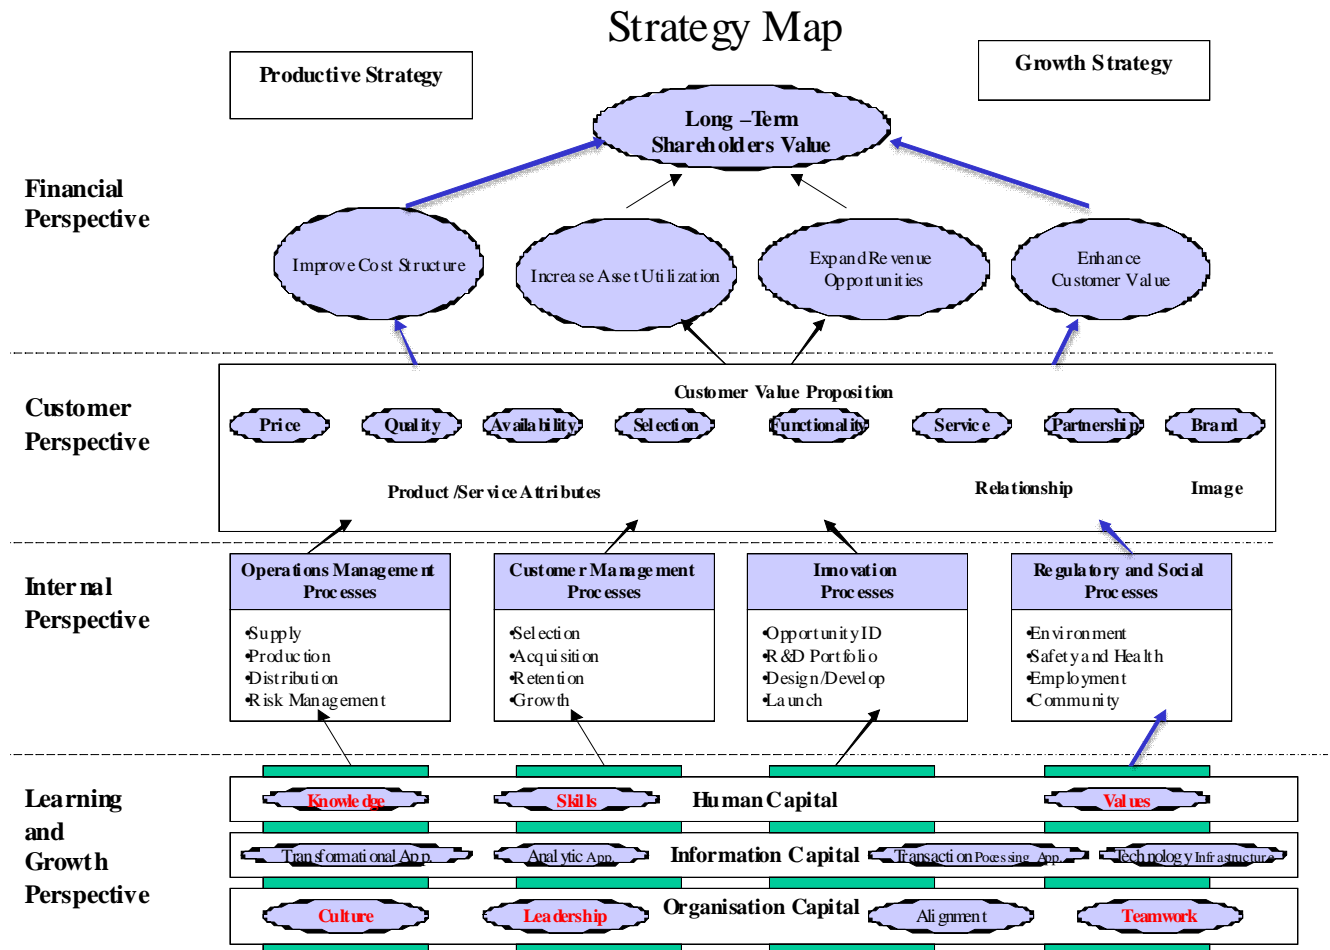 Strategy Map
Productive Strategy
Growth Strategy
Long –Term
Shareholders Value
Financial
Perspective
Improve Cost Structure
Increase Asset Utilization
Expand Revenue
Opportunities
Enhance
Customer Value
Customer
Perspective
Customer Value Proposition
Price
Quality
Availability
Selection
Functionality
Service
Partnership
Brand
Product /Service Attributes
Relationship
Image
Internal
Perspective
Operations Management
Processes
•Supply
•Production
•Distribution
•Risk Management
Customer Management
Processes
•Selection
•Acquisition
•Retention
•Growth
Innovation
Processes
•Opportunity ID
•R&D Portfolio
•Design/Develop
•Launch
Regulatory and Social
Processes
•Environment
•Safety and Health
•Employment
•Community
Learning
and
Growth
Perspective
Knowledge
Skills
Human Capital
Values
Transformational App.
Analytic App.
Information Capital
Transaction Pocessing App.
Technology Infrastructure
Culture
Leadership
Organisation Capital
Alignment
Teamwork